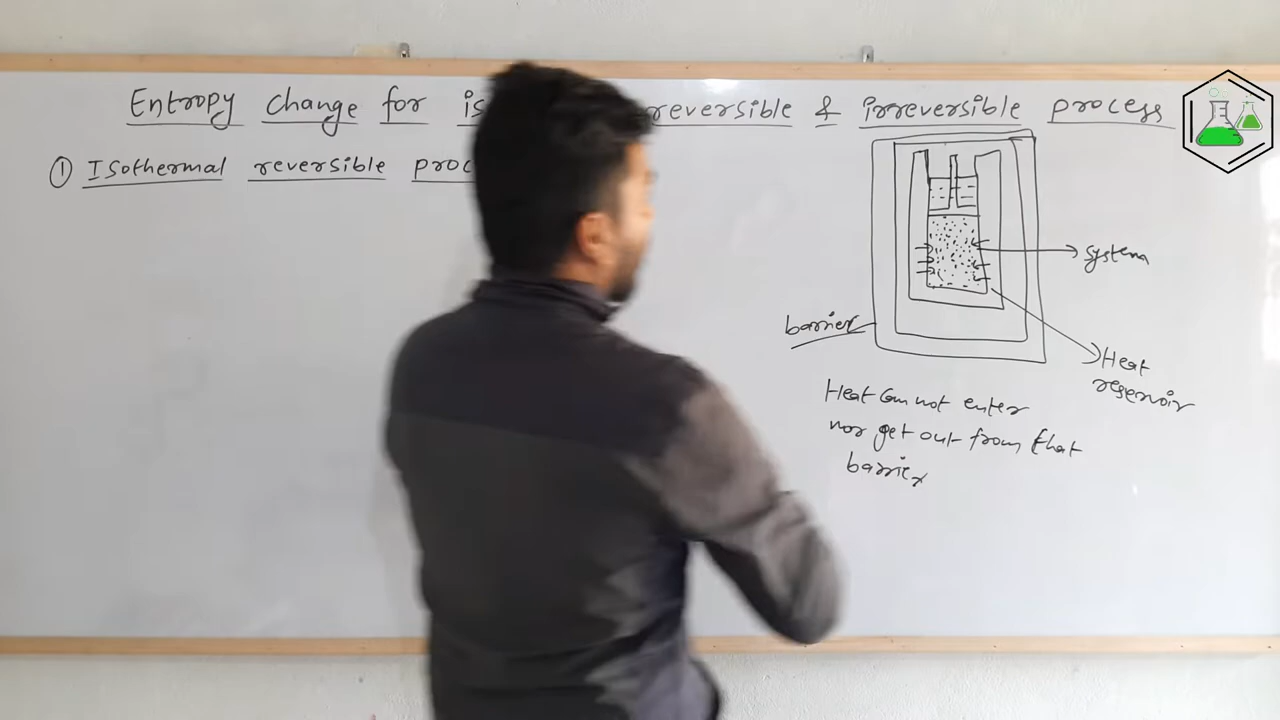 Entropy change for is reversible & irreversible process
① Isothermal reversible proc
system
barrier
Heat
reservoir
Heat can not enter
nor get out from that
barrier